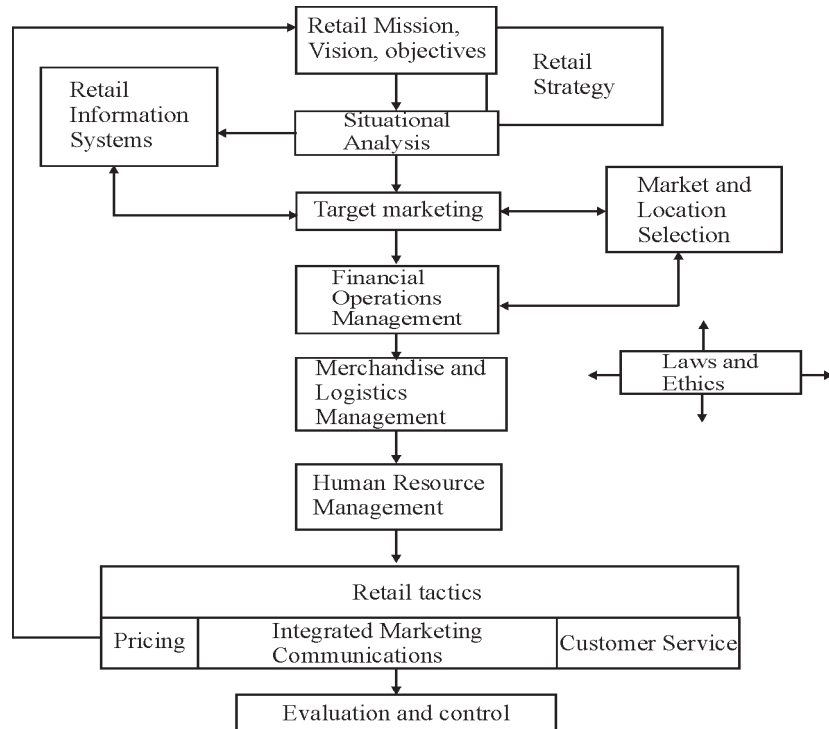 Retail Mission,
Vision, objectives
Retail
Strategy
Retail
Information
Systems
Situational
Analysis
Target marketing
Market and
Location
Selection
Financial
Operations
Management
Laws and
Ethics
Merchandise and
Logistics
Management
Human Resource
Management
Retail tactics
Pricing
Integrated Marketing
Communications
Customer Service
Evaluation and control